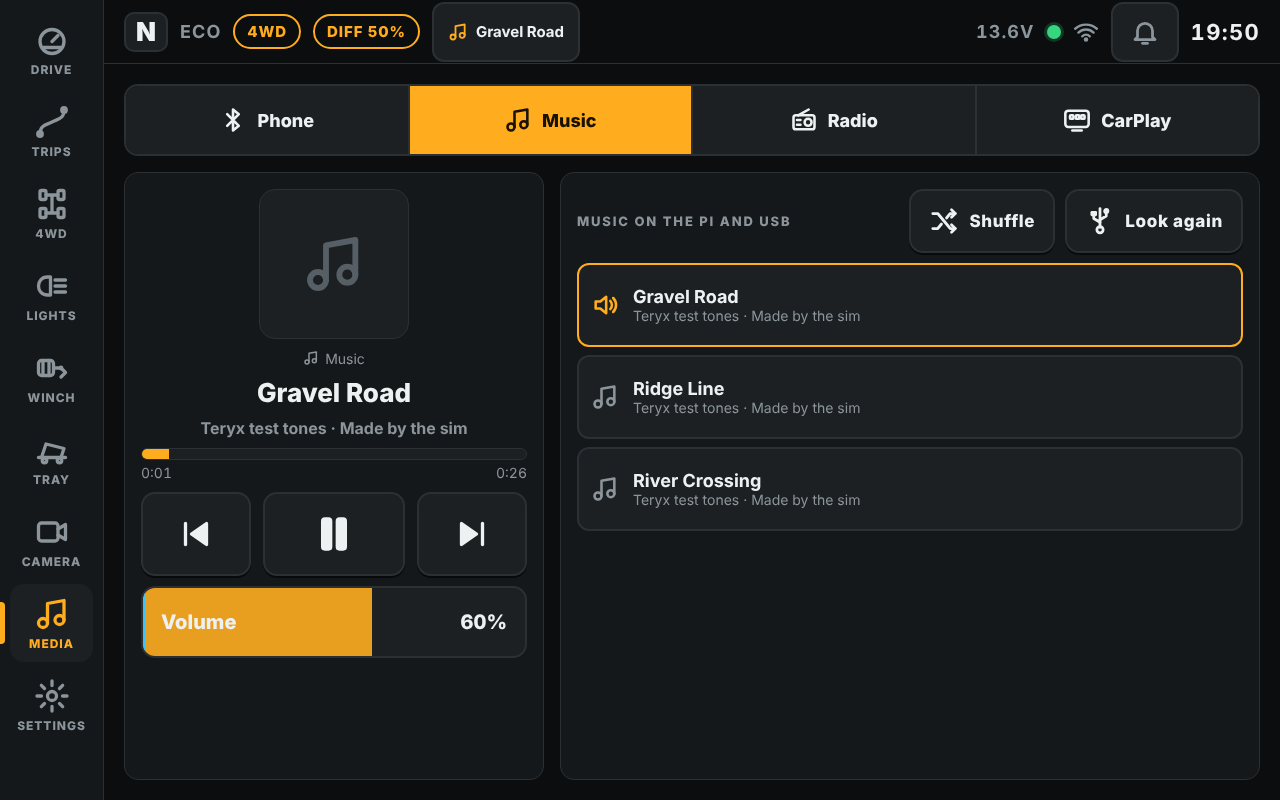 N ECO 4WD DIFF 50% Gravel Road 13.6V 19:50
DRIVE
TRIPS
4WD
LIGHTS
WINCH
TRAY
CAMERA
MEDIA
SETTINGS
Phone Music Radio CarPlay
Music
Gravel Road
Teryx test tones · Made by the sim
0:01 0:26
Volume 60%
MUSIC ON THE PI AND USB Shuffle Look again
Gravel Road
Teryx test tones · Made by the sim
Ridge Line
Teryx test tones · Made by the sim
River Crossing
Teryx test tones · Made by the sim